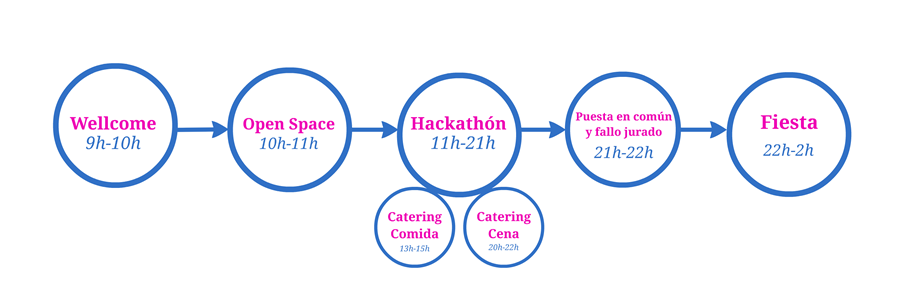 Wellcome
9h-10h
Open Space
10h-11h
Hackathón
11h-21h
Puesta en común
y fallo jurado
21h-22h
Fiesta
22h-2h
Catering
Comida
13h-15h
Catering
Cena
20h-22h